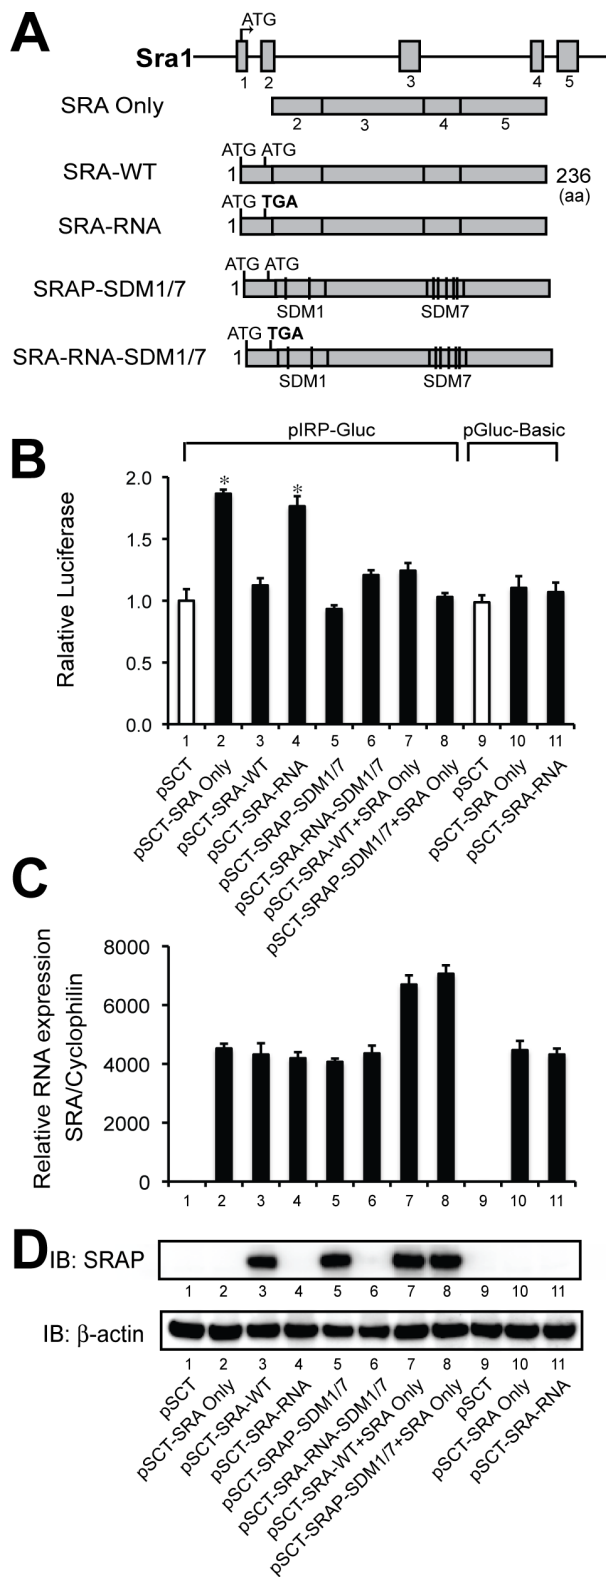 A
ATG
Sra1
1 2 3 4 5
SRA Only
2 3 4 5
SRA-WT
ATG ATG
1
236
(aa)
SRA-RNA
ATG TGA
1
SRAP-SDM1/7
ATG ATG
1
SDM1 SDM7
SRA-RNA-SDM1/7
ATG TGA
1
SDM1 SDM7
B
pIRP-Gluc pGluc-Basic
Ralative Luciferase
2.0
1.5
1.0
0.5
0.0
* *
1 2 3 4 5 6 7 8 9 10 11
pSCT
pSCT-SRA Only
pSCT-SRA-WT
pSCT-SRA-RNA
pSCT-SRAP-SDM1/7
pSCT-SRA-RNA-SDM1/7
pSCT-SRA-WT+SRA Only
pSCT-SRAP-SDM1/7+SRA Only
pSCT
pSCT-SRA Only
pSCT-SRA-RNA
C
Relative RNA expression
SRA/Cyclophilin
8000
6000
4000
2000
0
1 2 3 4 5 6 7 8 9 10 11
D
IB: SRAP
1 2 3 4 5 6 7 8 9 10 11
IB: β-actin
1 2 3 4 5 6 7 8 9 10 11
pSCT
pSCT-SRA Only
pSCT-SRA-WT
pSCT-SRA-RNA
pSCT-SRAP-SDM1/7
pSCT-SRA-RNA-SDM1/7
pSCT-SRA-WT+SRA Only
pSCT-SRAP-SDM1/7+SRA Only
pSCT
pSCT-SRA Only
pSCT-SRA-RNA